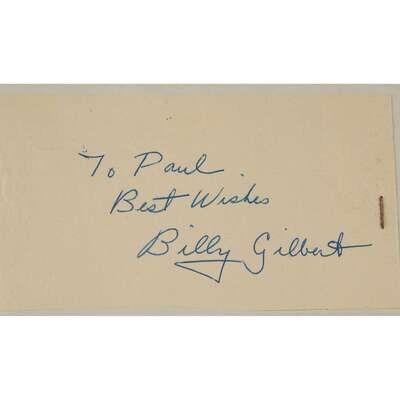 To Paul.
Best Wishes
Billy Gilbert